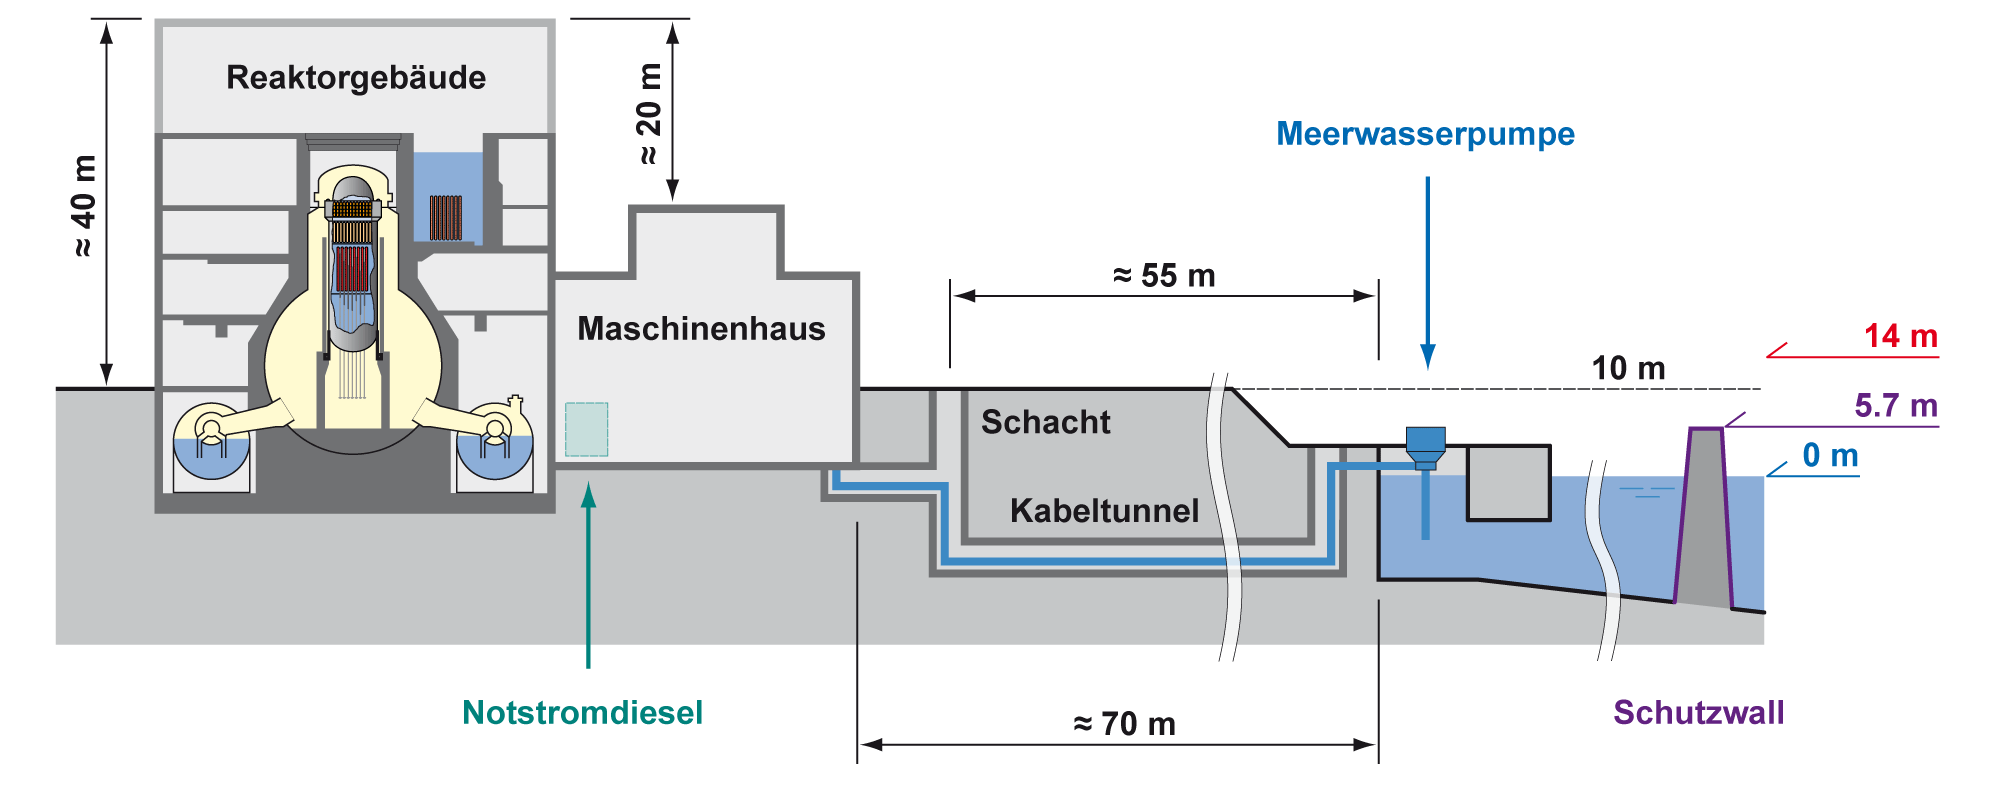 Reaktorgebäude
≈ 40 m
≈ 20 m
Meerwasserpumpe
≈ 55 m
Maschinenhaus
14 m
10 m
5.7 m
0 m
Schacht
Kabeltunnel
Notstromdiesel
≈ 70 m
Schutzwall